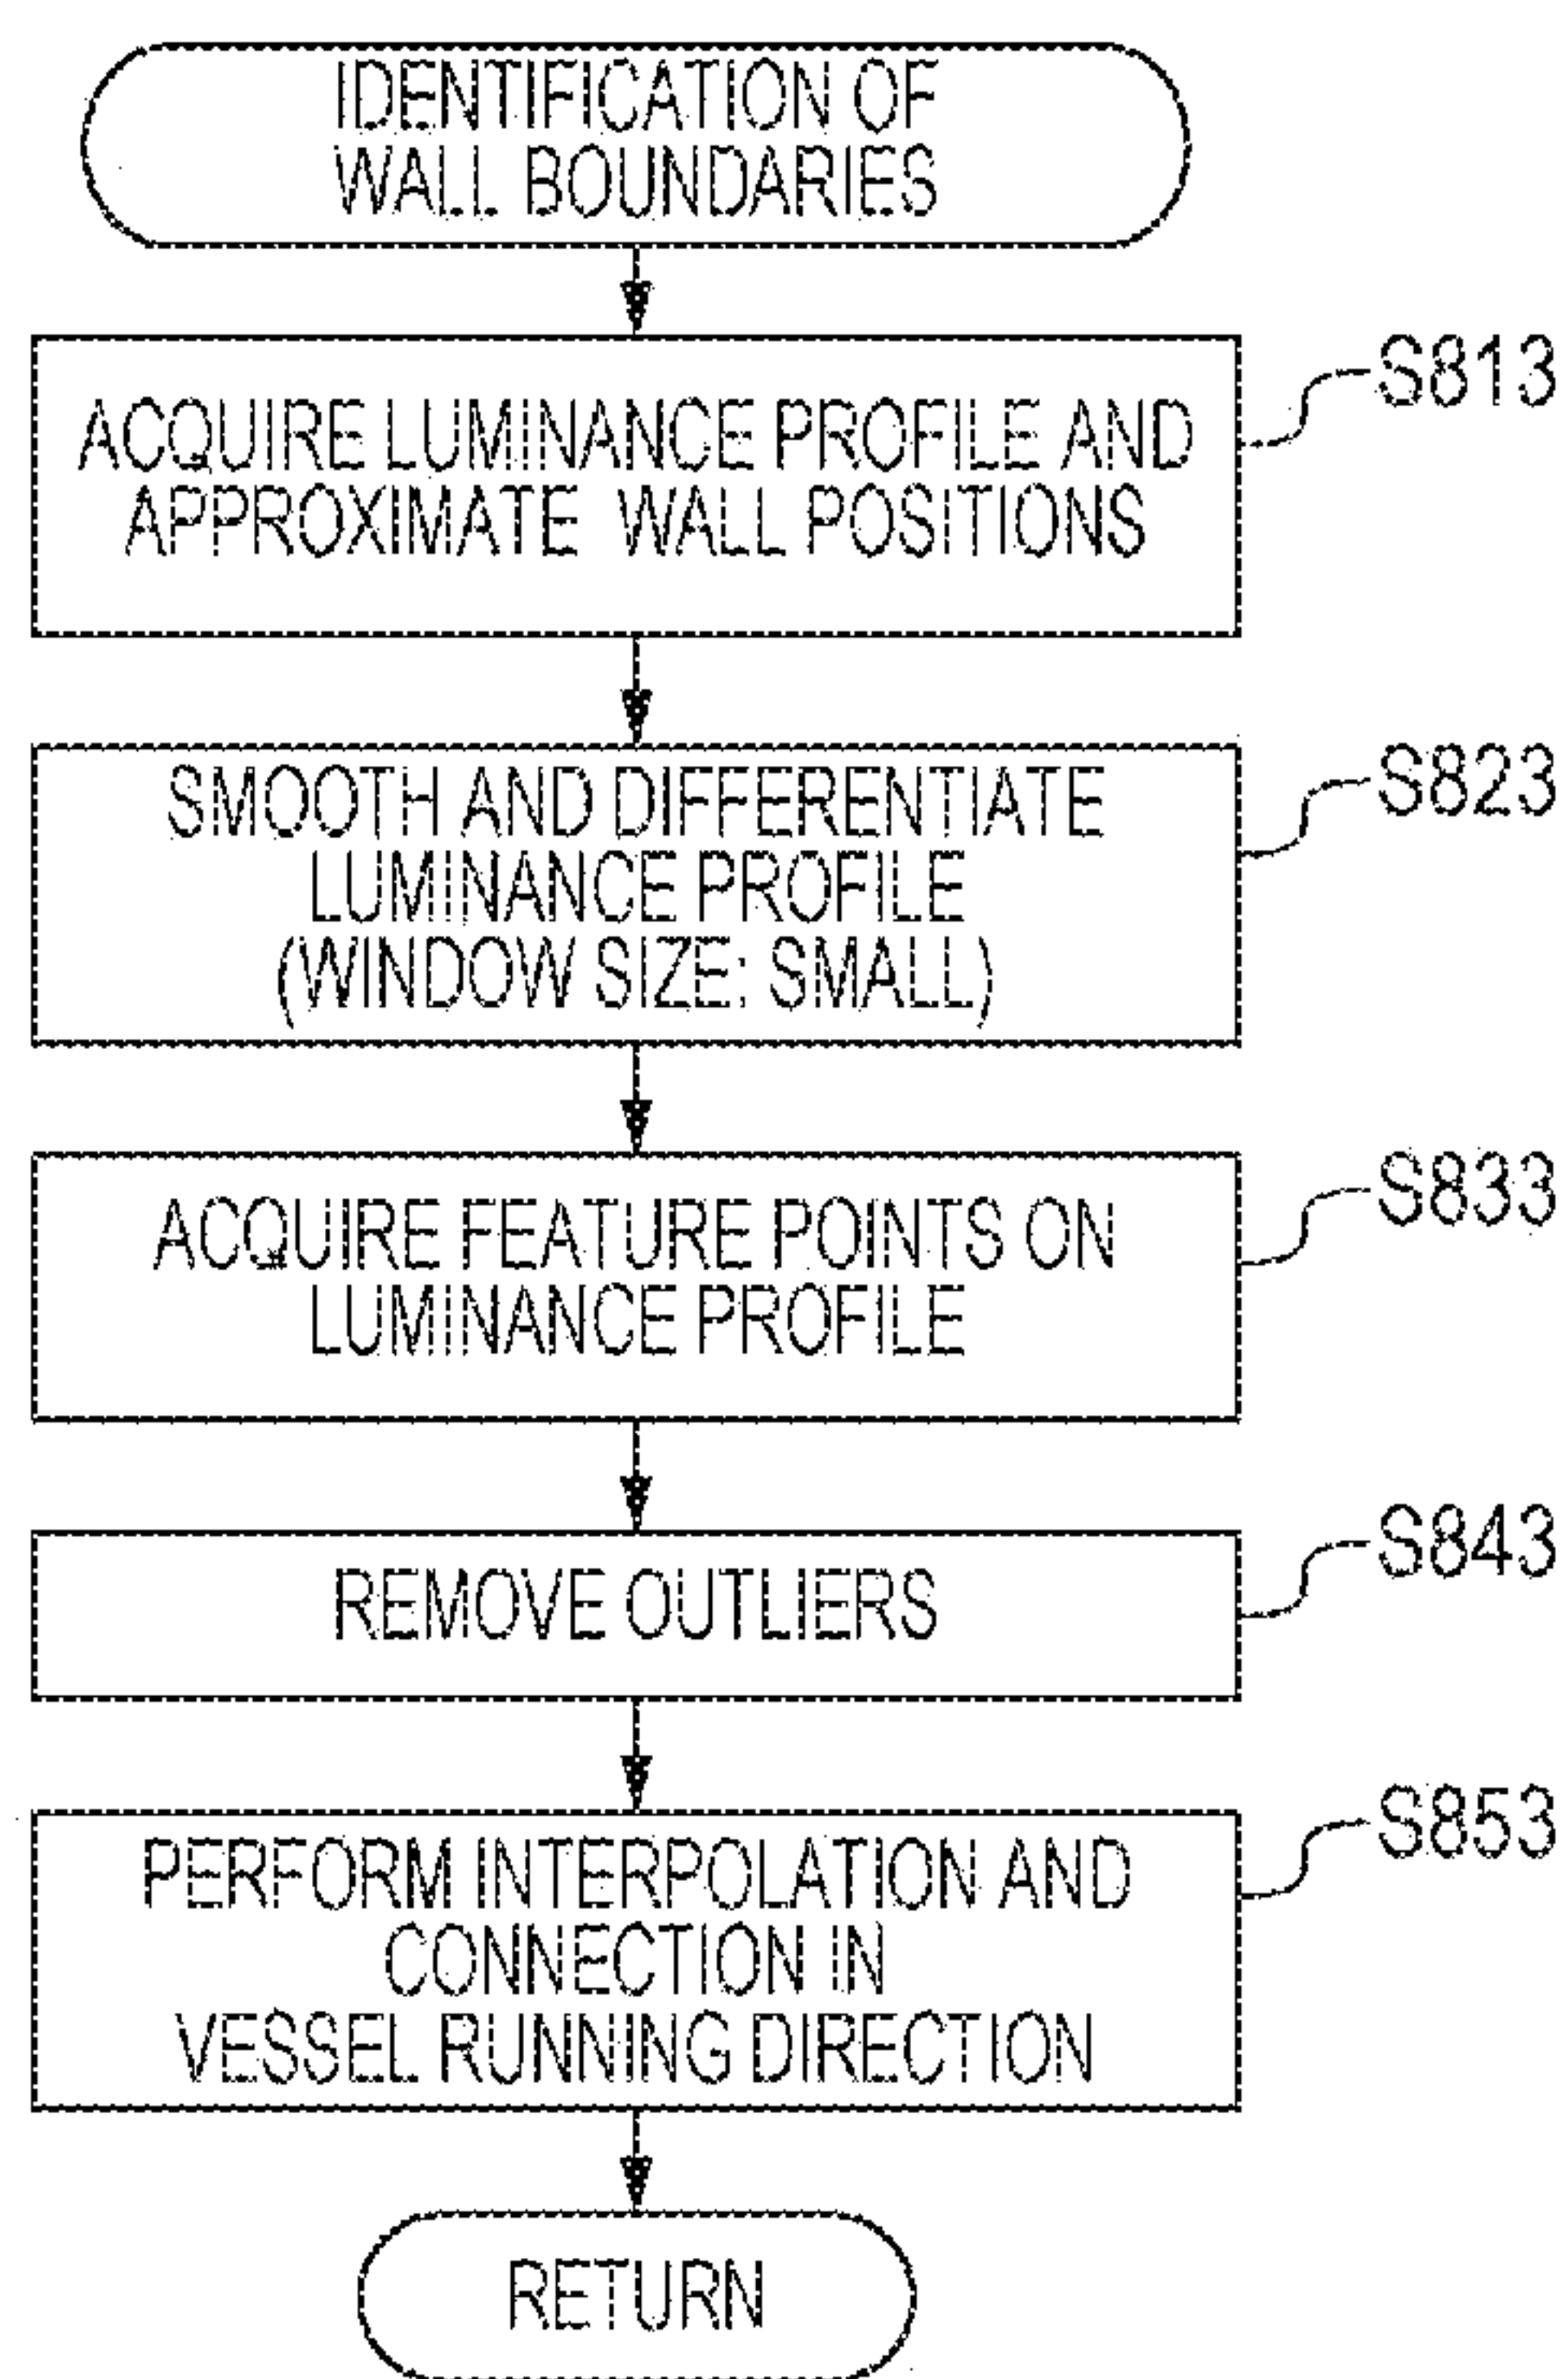 IDENTIFICATION OF
WALL BOUNDARIES
S813
ACQUIRE LUMINANCE PROFILE AND
APPROXIMATE WALL POSITIONS
S823
SMOOTH AND DIFFERENTIATE
LUMINANCE PROFILE
(WINDOW SIZE: SMALL)
S833
ACQUIRE FEATURE POINTS ON
LUMINANCE PROFILE
S843
REMOVE OUTLIERS
S853
PERFORM INTERPOLATION AND
CONNECTION IN
VESSEL RUNNING DIRECTION
RETURN